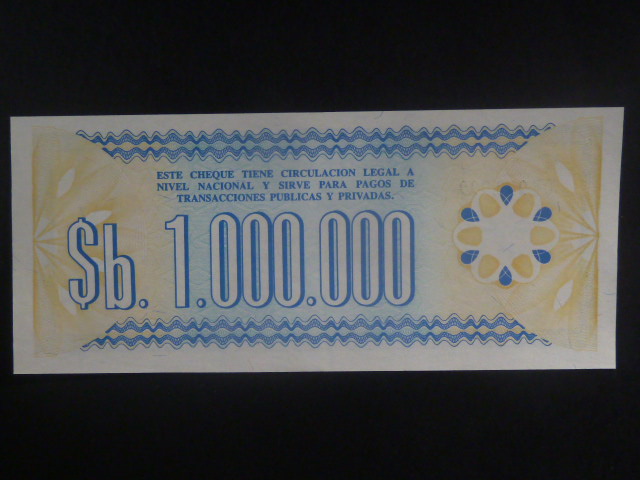 ESTE CHEQUE TIENE CIRCULACION LEGAL A
NIVEL NACIONAL Y SIRVE PARA PAGOS DE
TRANSACCIONES PUBLICAS Y PRIVADAS.
$b. 1.000.000